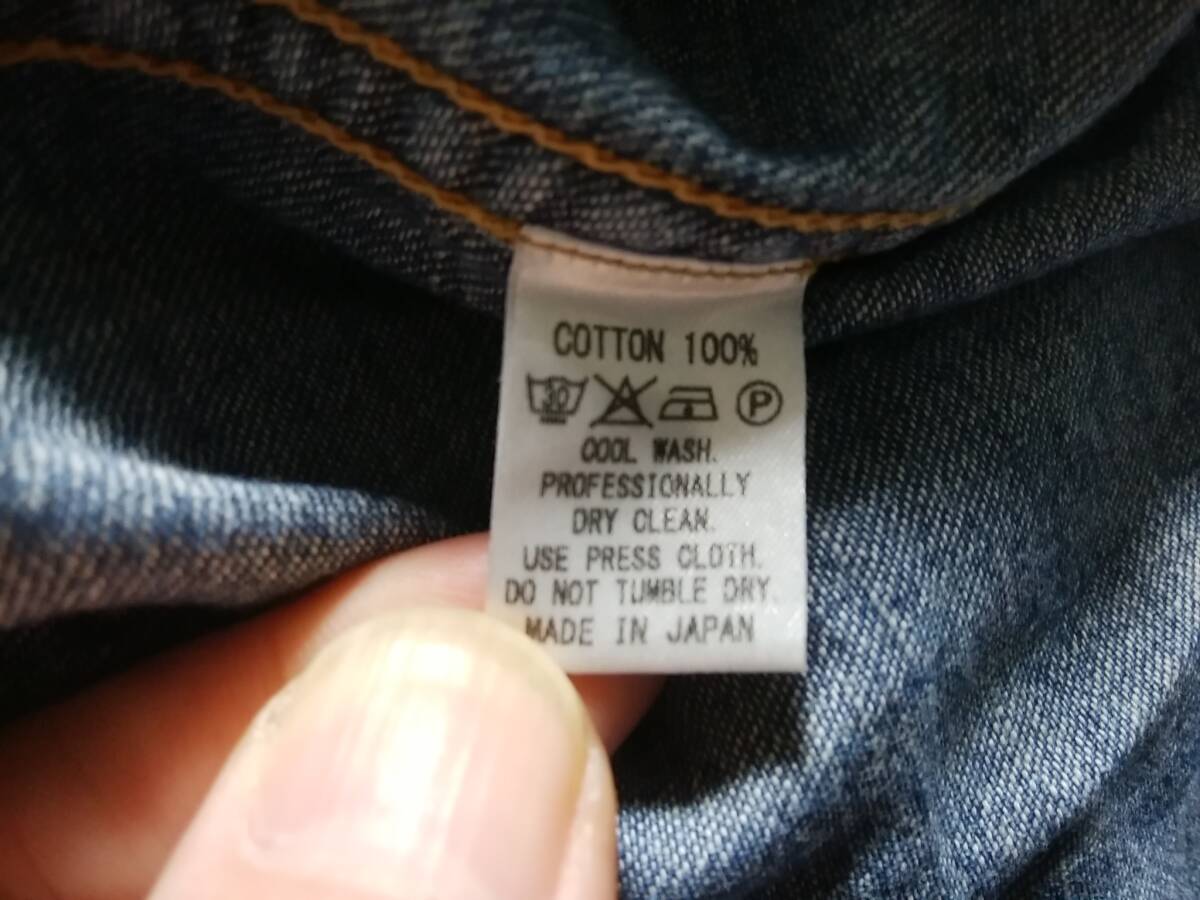 COTTON 100%
30 P
COOL WASH.
PROFESSIONALLY
DRY CLEAN.
USE PRESS CLOTH.
DO NOT TUMBLE DRY.
MADE IN JAPAN